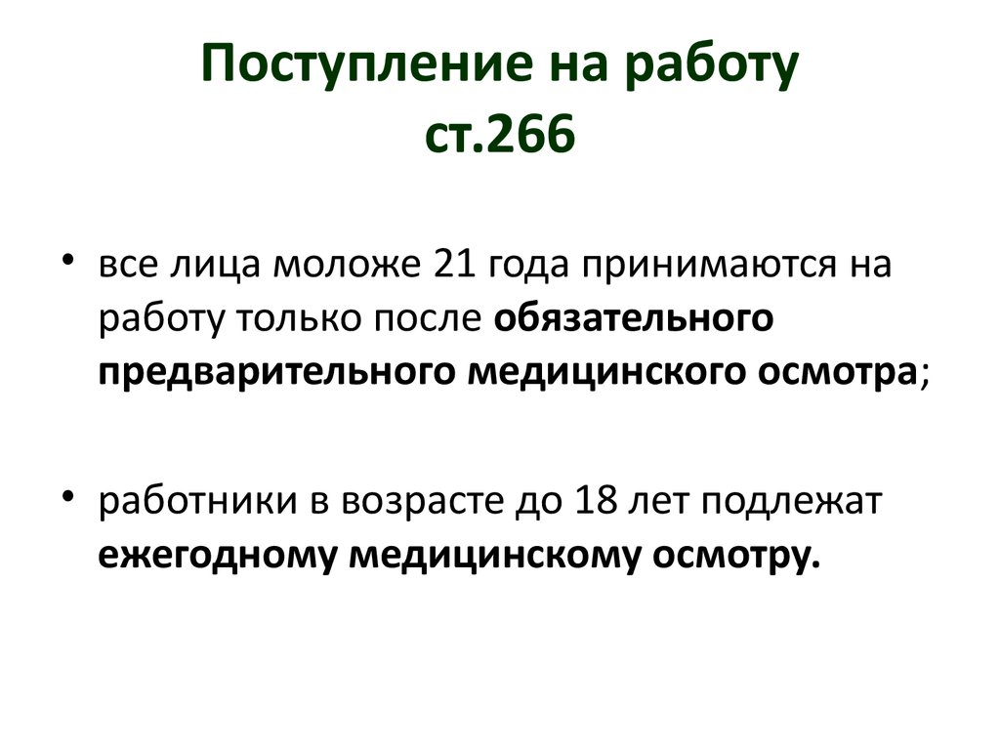 Поступление на работу
ст.266
• все лица моложе 21 года принимаются на
работу только после обязательного
предварительного медицинского осмотра;
• работники в возрасте до 18 лет подлежат
ежегодному медицинскому осмотру.